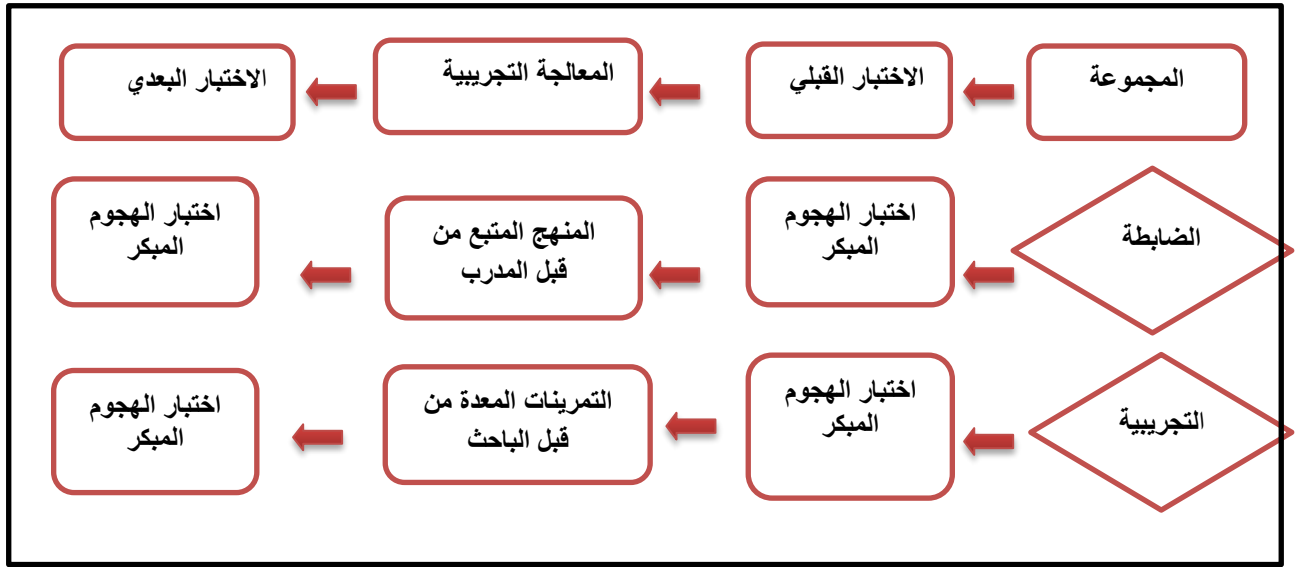 المجموعة
الاختبار القبلي
المعالجة التجريبية
الاختبار البعدي
الضابطة
اختبار الهجوم
المبكر
المنهج المتبع من
قبل المدرب
اختبار الهجوم
المبكر
التجريبية
اختبار الهجوم
المبكر
التمرينات المعدة من
قبل الباحث
اختبار الهجوم
المبكر